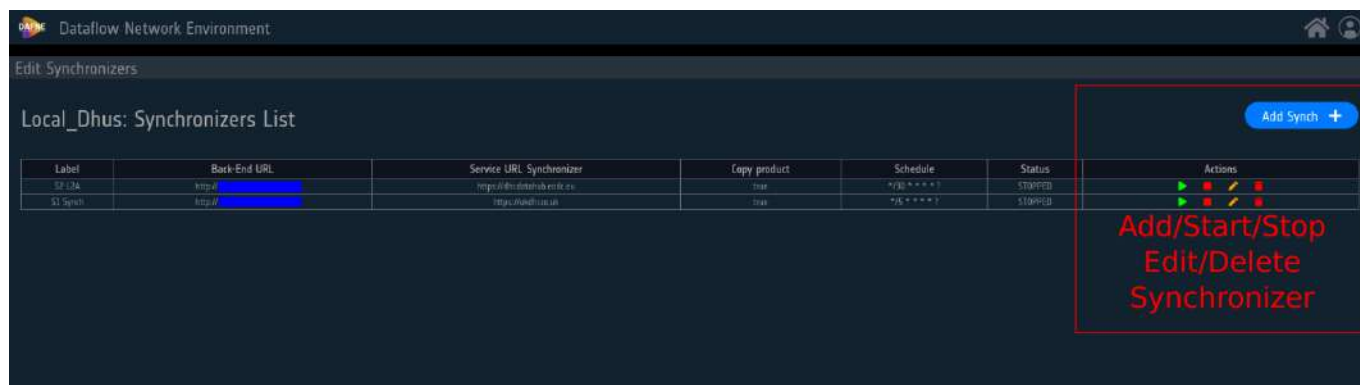 DAFNE Dataflow Network Environment
Edit Synchronizers
Local_Dhus: Synchronizers List
Add Synch +
Label Back-End URL Service URL Synchronizer Copy product Schedule Status Actions
S2 L2A http:// true */30 * * * * ? STOPPED
S1 Synch http:// true */5 * * * * ? STOPPED
Add/Start/Stop
Edit/Delete
Synchronizer